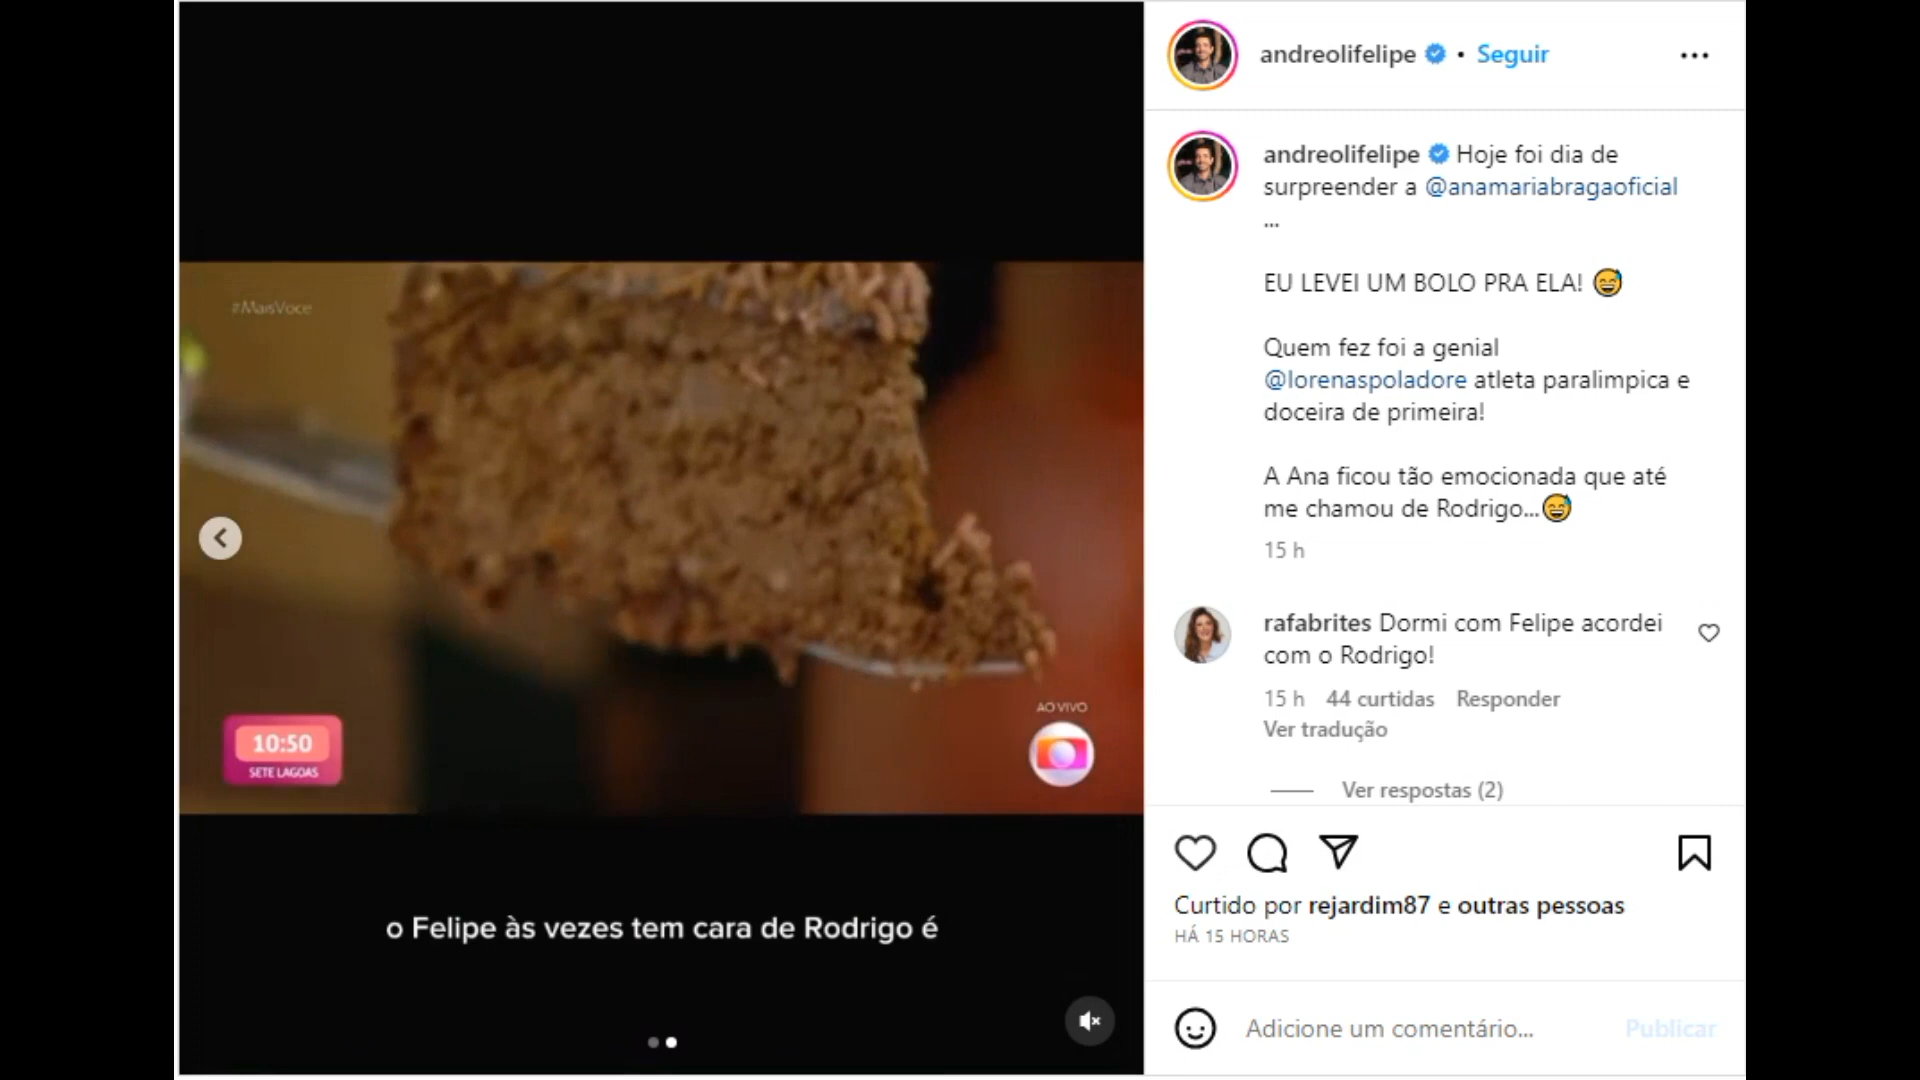 #MaisVoce
10:50
SETE LAGOAS
AO VIVO
o Felipe às vezes tem cara de Rodrigo é
andreolifelipe • Seguir
andreolifelipe Hoje foi dia de
surpreender a @anamariabragaoficial
...
EU LEVEI UM BOLO PRA ELA! 😅
Quem fez foi a genial
@lorenaspoladore atleta paralimpica e
doceira de primeira!
A Ana ficou tão emocionada que até
me chamou de Rodrigo...😅
15 h
rafabrites Dormi com Felipe acordei
com o Rodrigo!
15 h 44 curtidas Responder
Ver tradução
Ver respostas (2)
Curtido por rejardim87 e outras pessoas
HÁ 15 HORAS
Adicione um comentário... Publicar